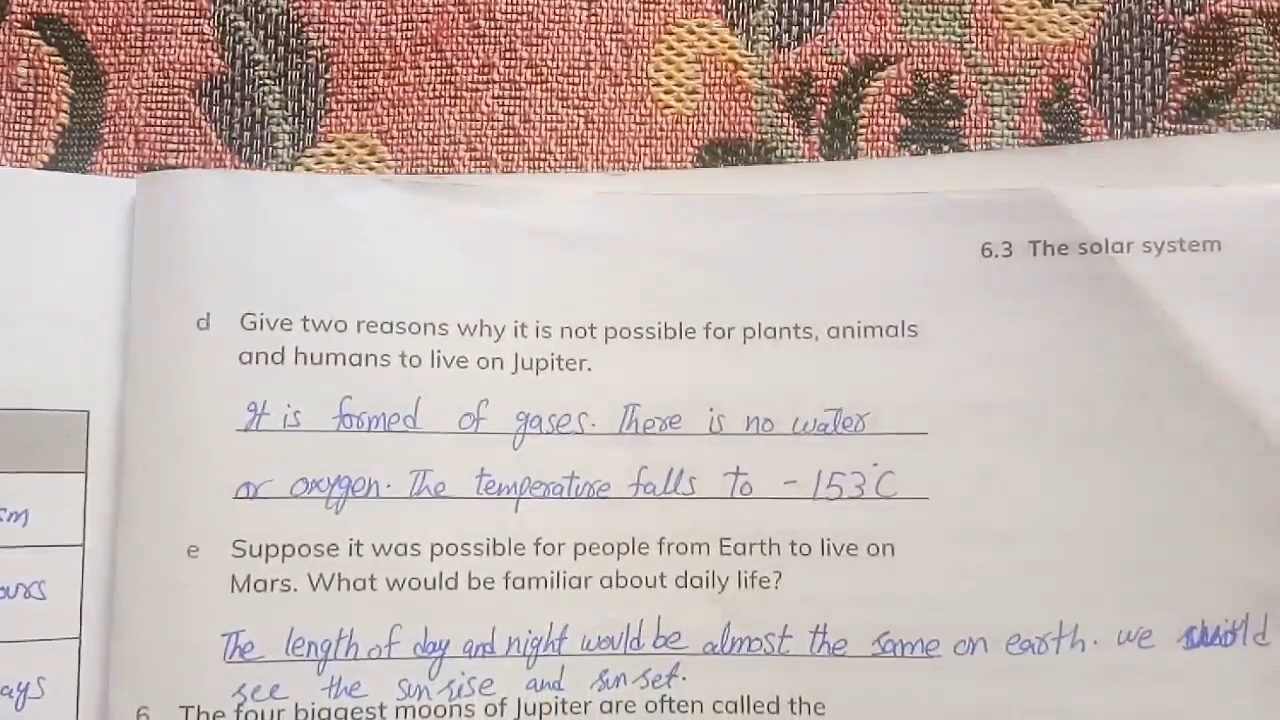 6.3 The solar system
d Give two reasons why it is not possible for plants, animals
and humans to live on Jupiter.
It is formed of gases. There is no water
or oxygen. The temperature falls to -153°C
sm
e Suppose it was possible for people from Earth to live on
Mars. What would be familiar about daily life?
ours
The length of day and night would be almost the same on earth. we
see the sunrise and sunset.
ays
6 The four biggest moons of Jupiter are often called the